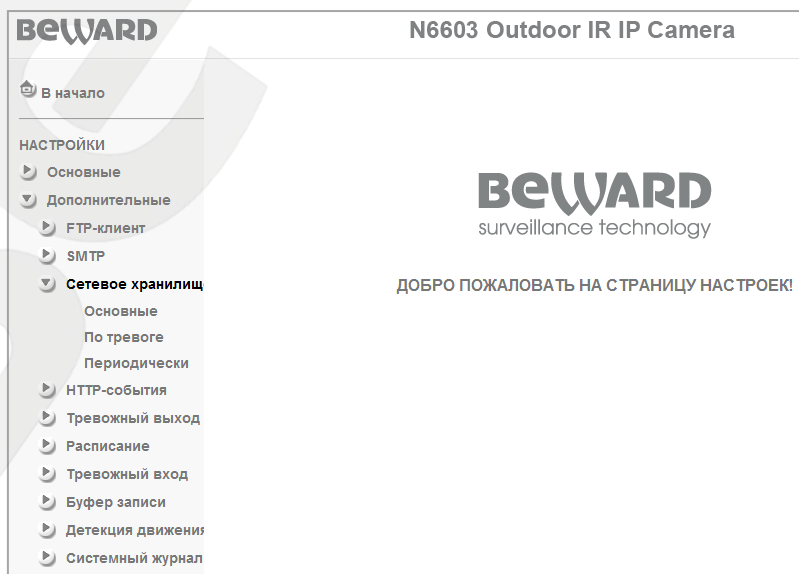 BEWARD
N6603 Outdoor IR IP Camera
В начало
НАСТРОЙКИ
Основные
Дополнительные
FTP-клиент
SMTP
Сетевое хранилищ
Основные
По тревоге
Периодически
HTTP-события
Тревожный выход
Расписание
Тревожный вход
Буфер записи
Детекция движения
Системный журнал
BEWARD
surveillance technology
ДОБРО ПОЖАЛОВАТЬ НА СТРАНИЦУ НАСТРОЕК!